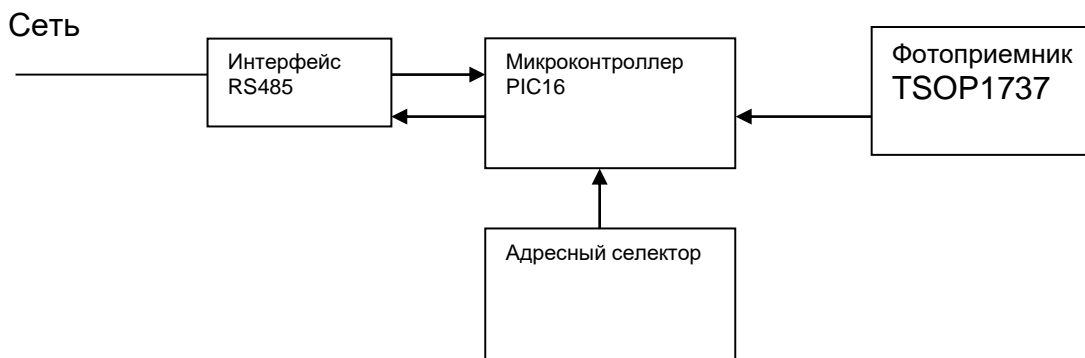 Сеть
Интерфейс
RS485
Микроконтроллер
PIC16
Фотоприемник
TSOP1737
Адресный селектор